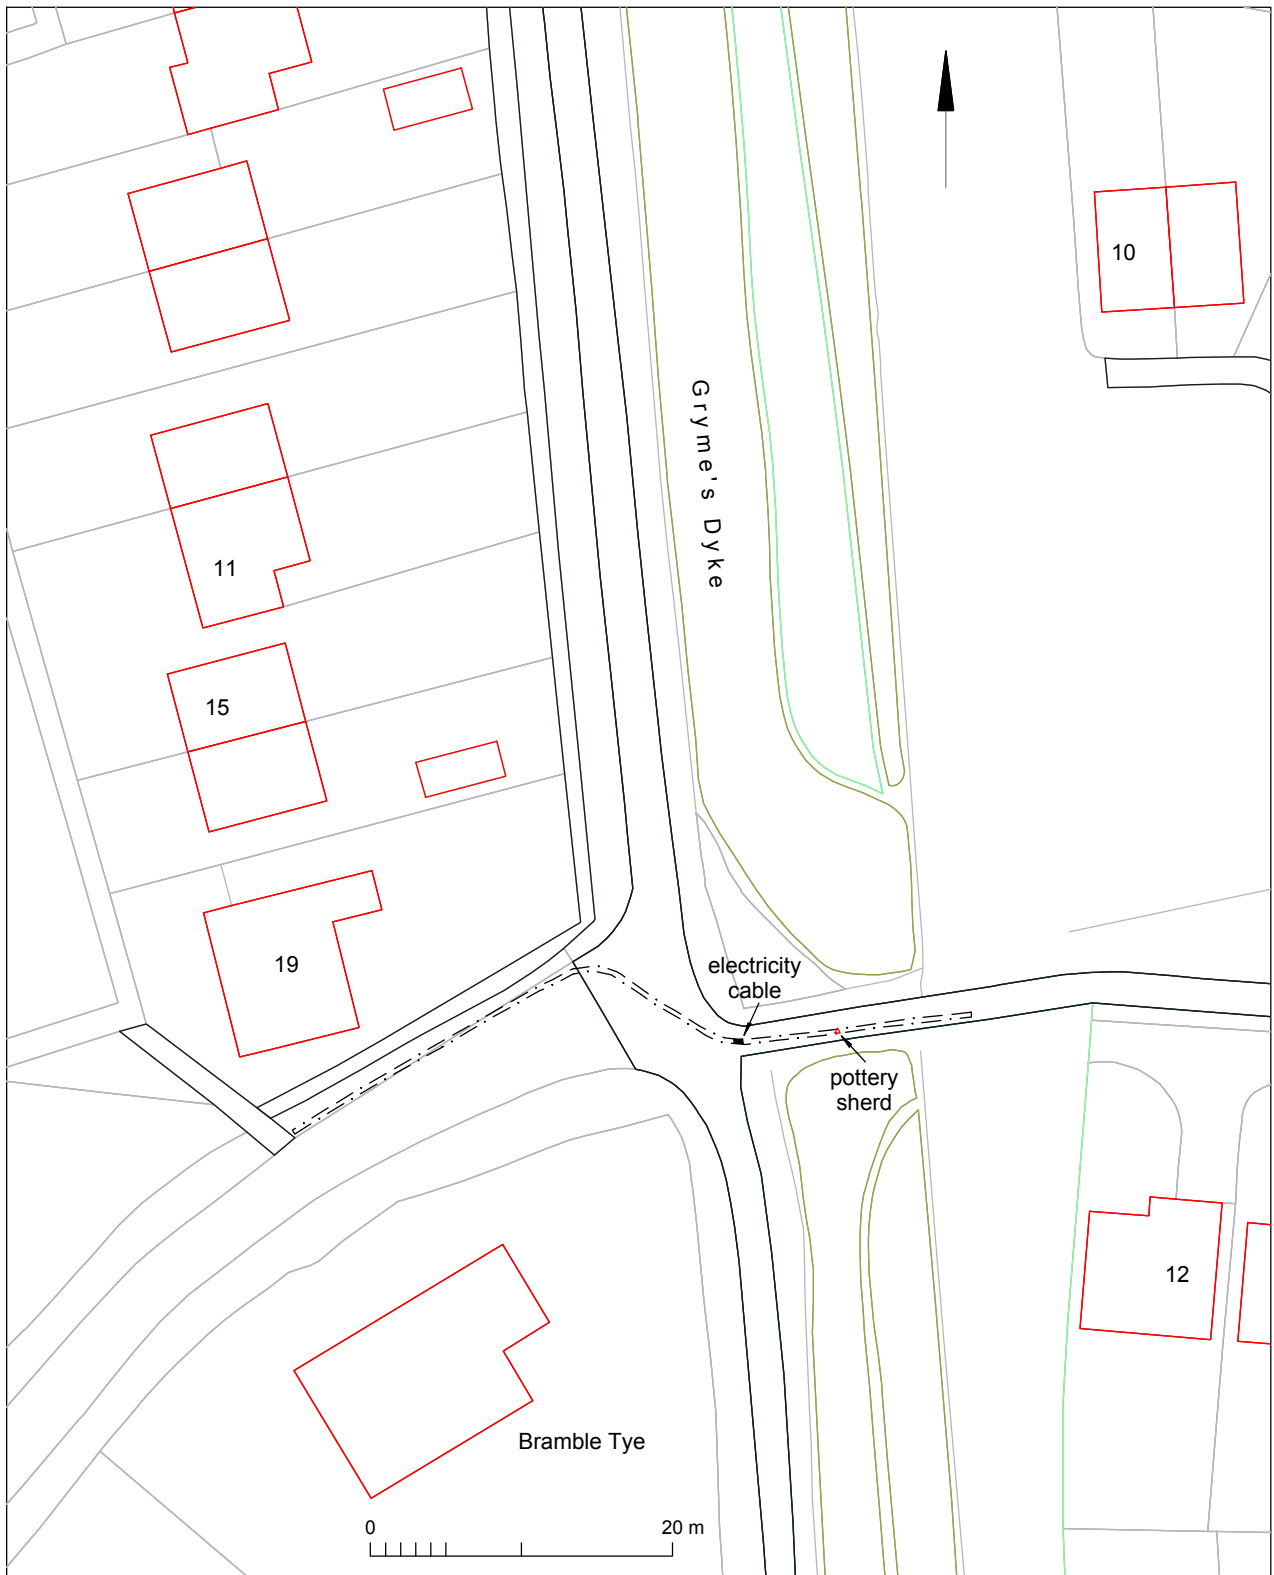 10
Gryme's Dyke
11
15
19
electricity
cable
pottery
sherd
12
Bramble Tye
0 20 m